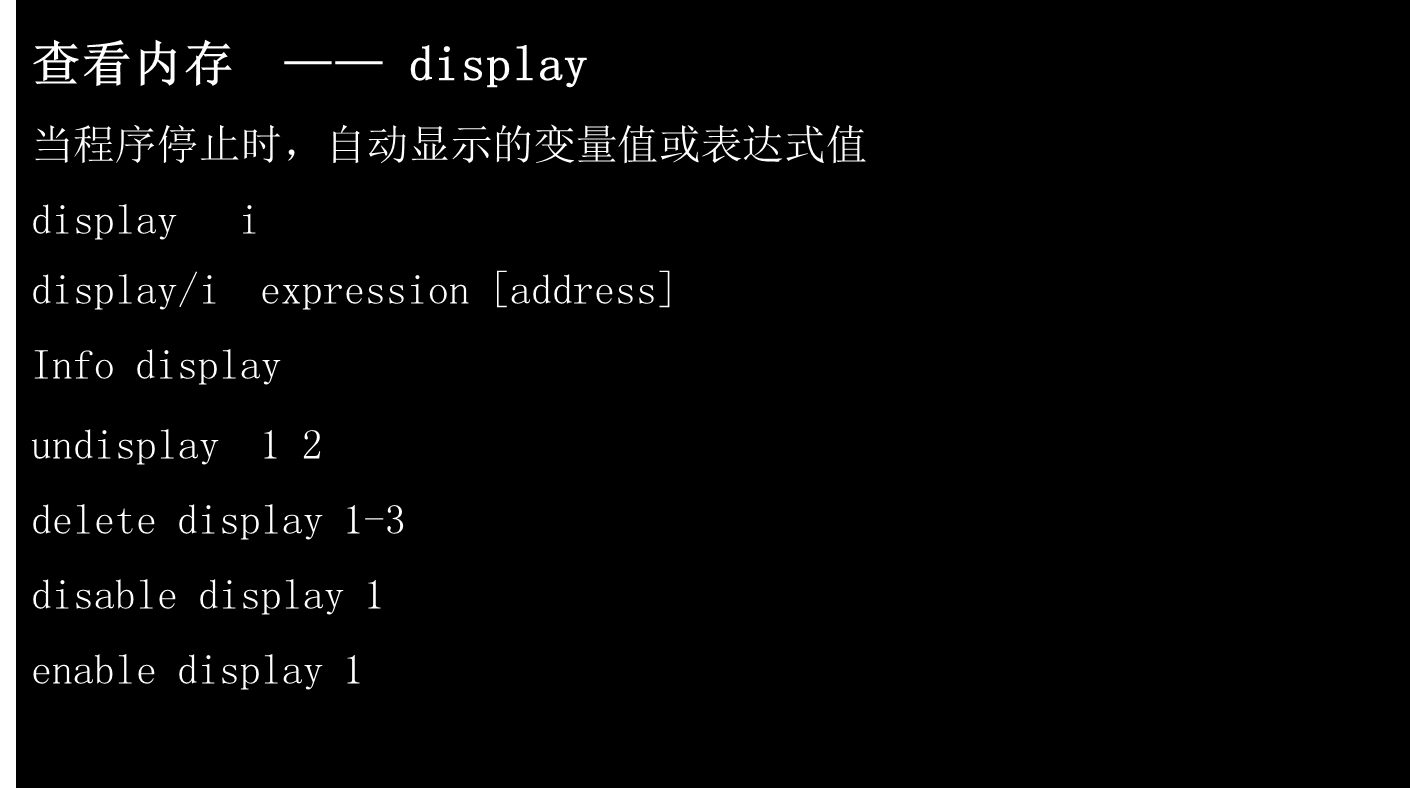 查看内存 —— display
当程序停止时，自动显示的变量值或表达式值
display i
display/i expression [address]
Info display
undisplay 1 2
delete display 1-3
disable display 1
enable display 1